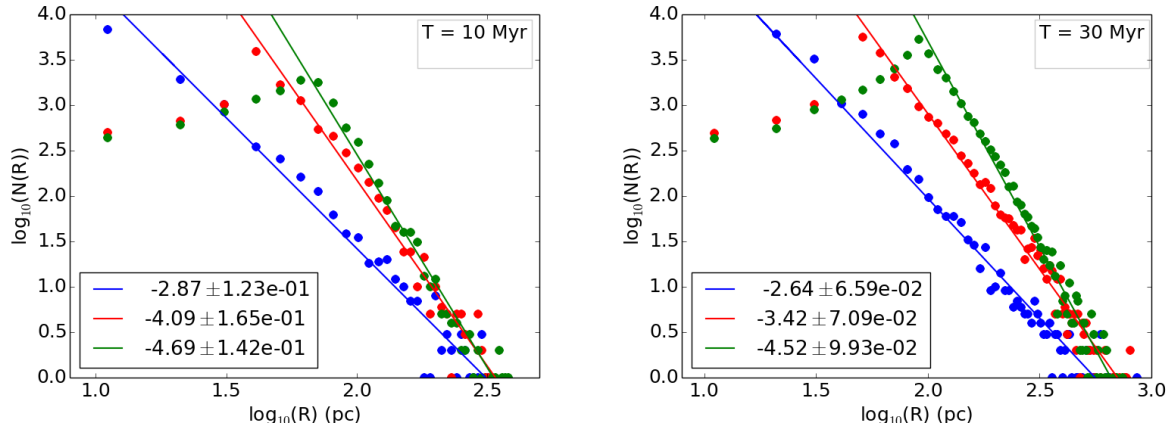 T = 10 Myr
4.0
3.5
3.0
2.5
2.0
1.5
1.0
0.5
0.0
log₁₀(N(R))
-2.87±1.23e-01
-4.09±1.65e-01
-4.69±1.42e-01
1.0 1.5 2.0 2.5
log₁₀(R) (pc)
T = 30 Myr
4.0
3.5
3.0
2.5
2.0
1.5
1.0
0.5
0.0
log₁₀(N(R))
-2.64±6.59e-02
-3.42±7.09e-02
-4.52±9.93e-02
1.0 1.5 2.0 2.5 3.0
log₁₀(R) (pc)